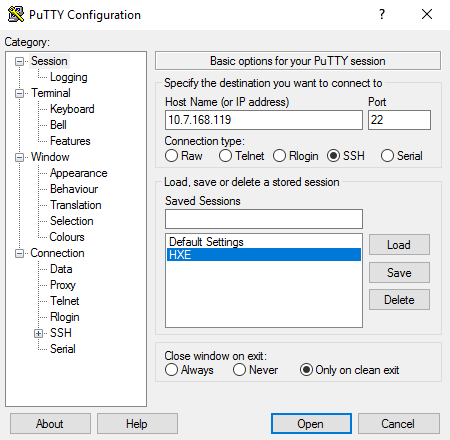 PuTTY Configuration
?
Category:
Session
Logging
Terminal
Keyboard
Bell
Features
Window
Appearance
Behaviour
Translation
Selection
Colours
Connection
Data
Proxy
Telnet
Rlogin
SSH
Serial
Basic options for your PuTTY session
Specify the destination you want to connect to
Host Name (or IP address) Port
10.7.168.119 22
Connection type:
Raw Telnet Rlogin SSH Serial
Load, save or delete a stored session
Saved Sessions
Default Settings
HXE
Load
Save
Delete
Close window on exit:
Always Never Only on clean exit
About Help Open Cancel